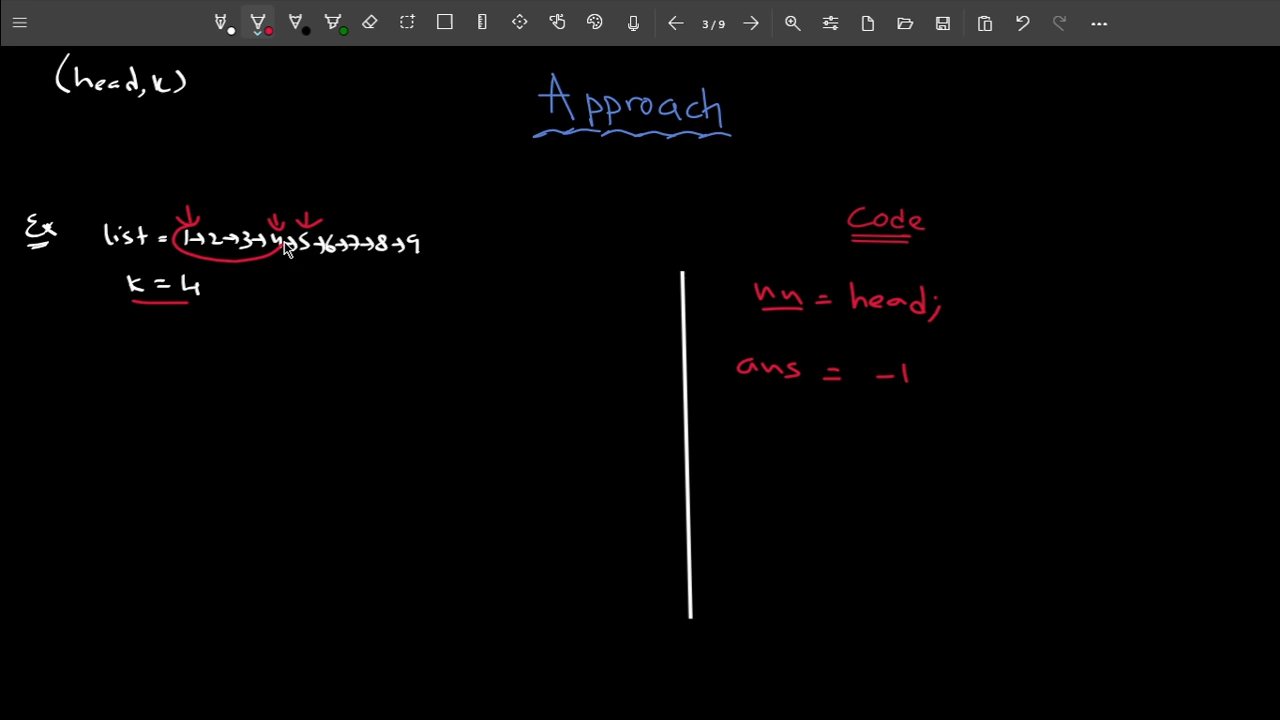 3 / 9
(head, k)
Approach
Ex list = 1→2→3→4→5→6→7→8→9
k = 4
Code
nn = head;
ans = -1